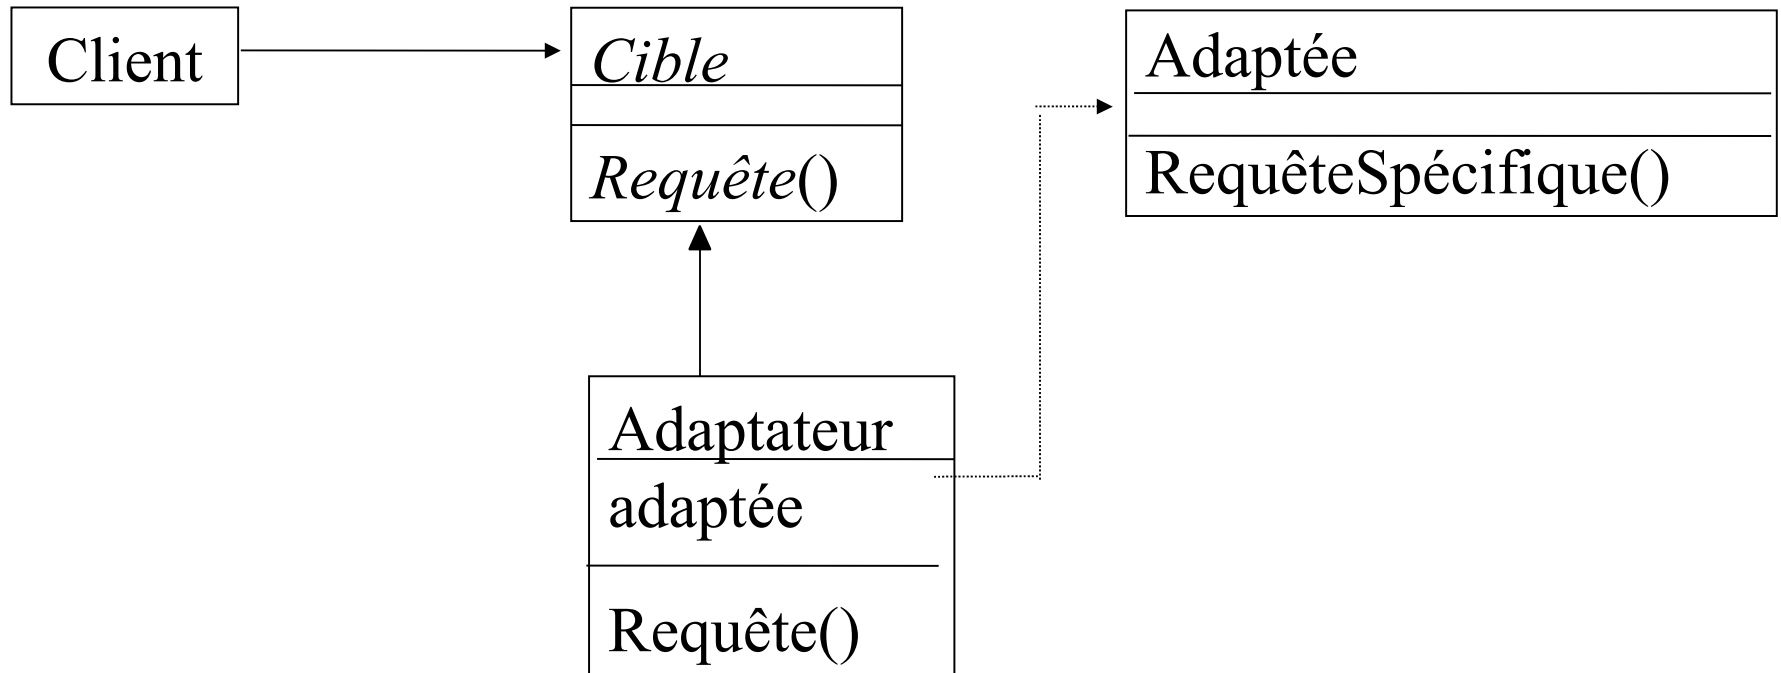 Client
Cible
Requête()
Adaptée
RequêteSpécifique()
Adaptateur
adaptée
Requête()